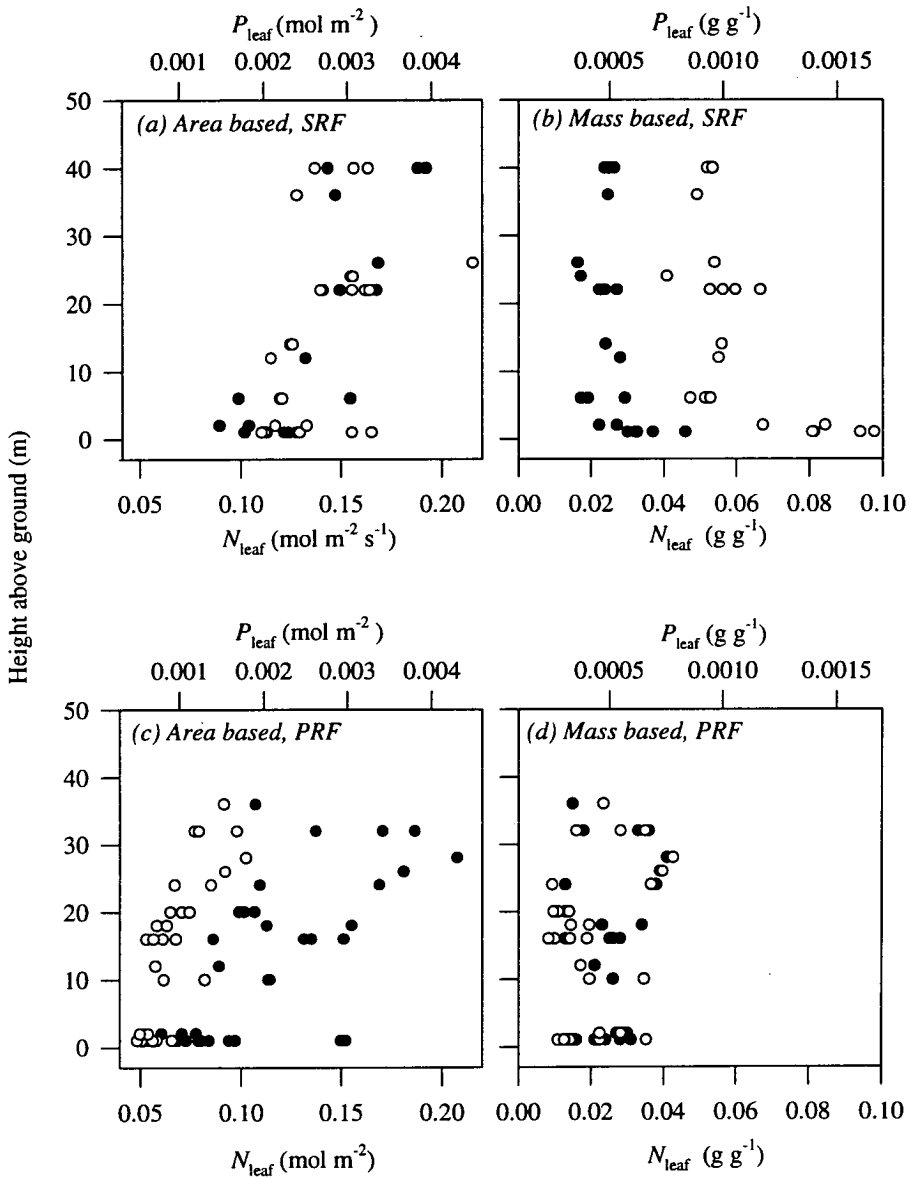 P_leaf (mol m⁻²)
P_leaf (g g⁻¹)
0.001 0.002 0.003 0.004
0.0005 0.0010 0.0015
(a) Area based, SRF
(b) Mass based, SRF
50
40
30
20
10
0
0.05 0.10 0.15 0.20
0.00 0.02 0.04 0.06 0.08 0.10
N_leaf (mol m⁻² s⁻¹)
N_leaf (g g⁻¹)
Height above ground (m)
P_leaf (mol m⁻²)
P_leaf (g g⁻¹)
0.001 0.002 0.003 0.004
0.0005 0.0010 0.0015
(c) Area based, PRF
(d) Mass based, PRF
50
40
30
20
10
0
0.05 0.10 0.15 0.20
0.00 0.02 0.04 0.06 0.08 0.10
N_leaf (mol m⁻²)
N_leaf (g g⁻¹)